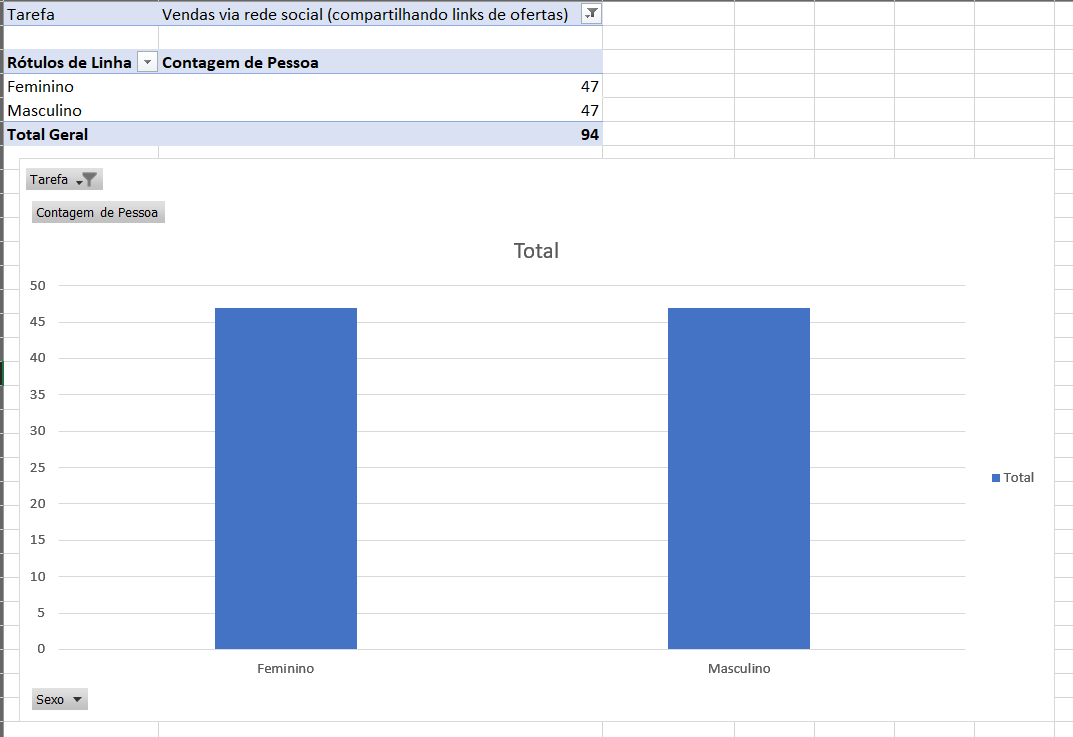 Tarefa Vendas via rede social (compartilhando links de ofertas)
Rótulos de Linha Contagem de Pessoa
Feminino 47
Masculino 47
Total Geral 94
Tarefa
Contagem de Pessoa
Total
50
45
40
35
30
25
20
15
10
5
0
Total
Feminino Masculino
Sexo